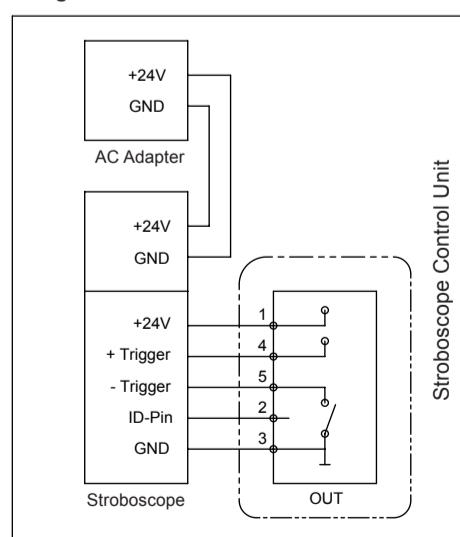 +24V
GND
AC Adapter
+24V
GND
+24V
+ Trigger
- Trigger
ID-Pin
GND
Stroboscope
1
4
5
2
3
OUT
Stroboscope Control Unit